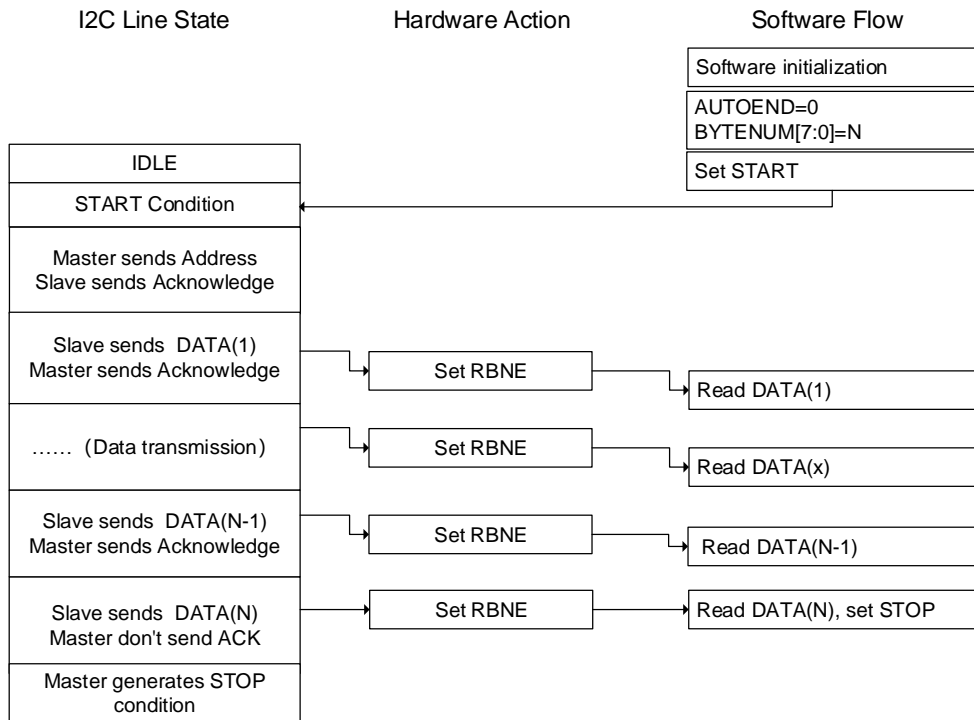 I2C Line State
Hardware Action
Software Flow
Software initialization
AUTOEND=0
BYTENUM[7:0]=N
IDLE
Set START
START Condition
Master sends Address
Slave sends Acknowledge
Slave sends DATA(1)
Master sends Acknowledge
Set RBNE
Read DATA(1)
...... (Data transmission)
Set RBNE
Read DATA(x)
Slave sends DATA(N-1)
Master sends Acknowledge
Set RBNE
Read DATA(N-1)
Slave sends DATA(N)
Master don't send ACK
Set RBNE
Read DATA(N), set STOP
Master generates STOP
condition